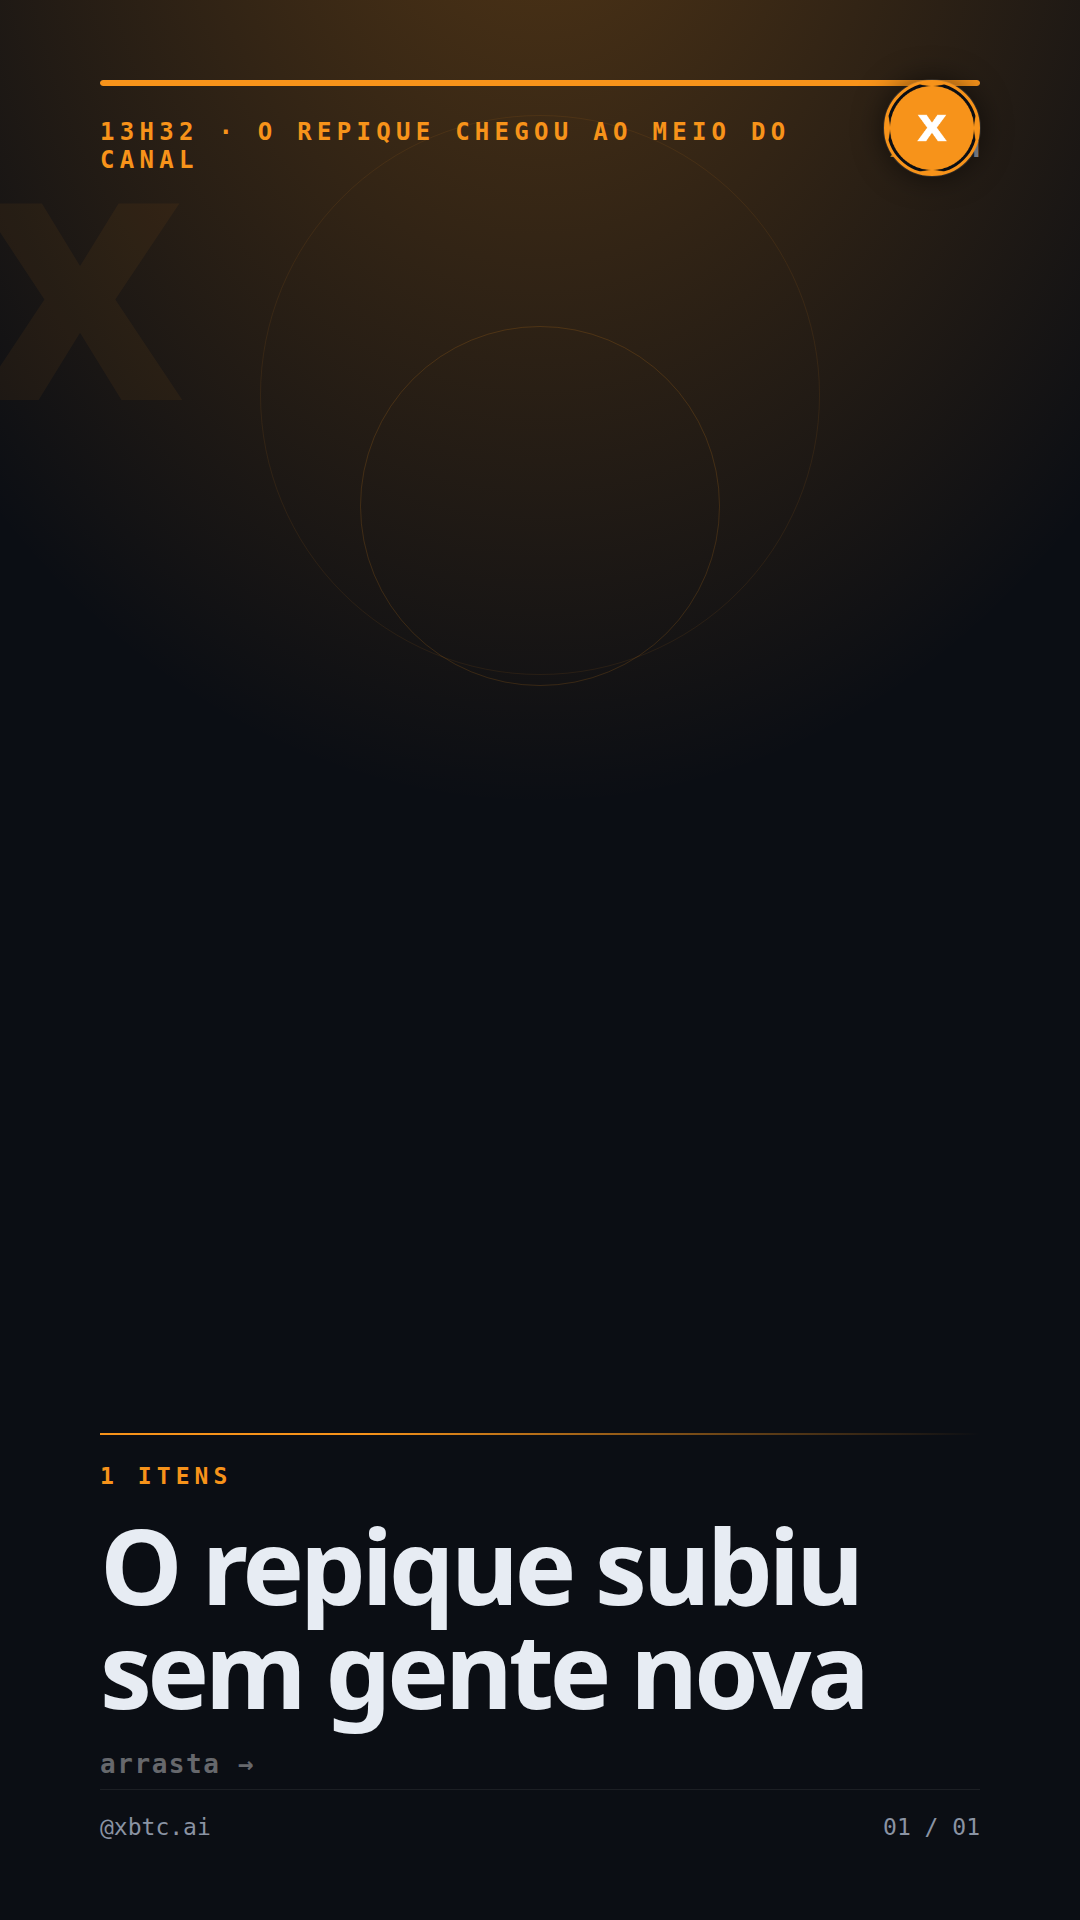 13H32 · O REPIQUE CHEGOU AO MEIO DO
CANAL
X
X
1 ITENS
O repique subiu
sem gente nova
arrasta →
@xbtc.ai
01 / 01